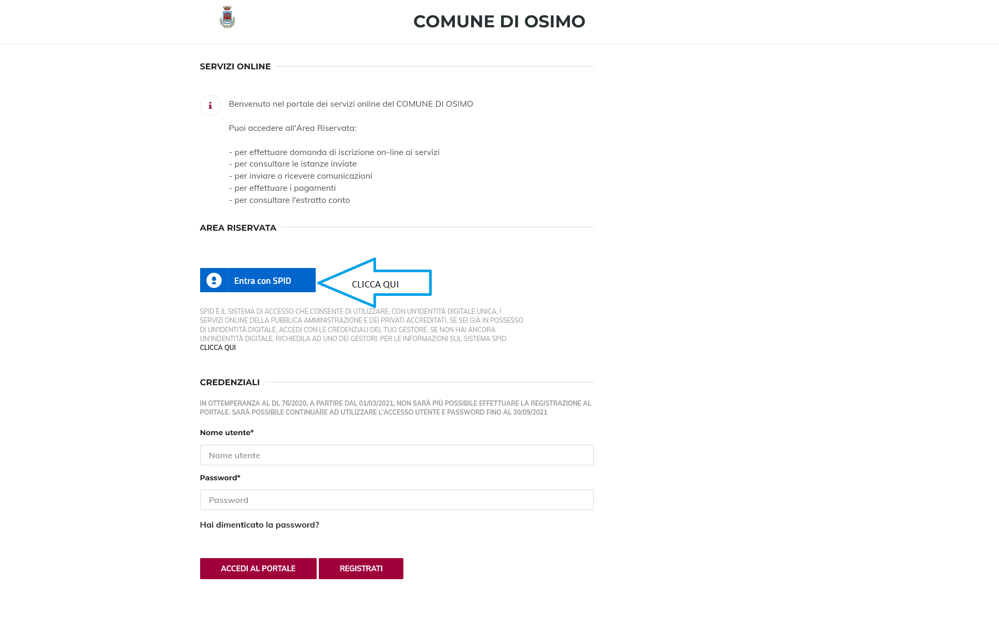 COMUNE DI OSIMO
SERVIZI ONLINE
Benvenuto nel portale dei servizi online del COMUNE DI OSIMO
Puoi accedere all'Area Riservata:
- per effettuare domanda di iscrizione on-line ai servizi
- per consultare le istanze inviate
- per inviare o ricevere comunicazioni
- per effettuare i pagamenti
- per consultare l'estratto conto
AREA RISERVATA
Entra con SPID
CLICCA QUI
SPID È IL SISTEMA DI ACCESSO CHE CONSENTE DI UTILIZZARE, CON UN'IDENTITÀ DIGITALE UNICA, I
SERVIZI ONLINE DELLA PUBBLICA AMMINISTRAZIONE E DEI PRIVATI ACCREDITATI. SE SEI GIÀ IN POSSESSO
DI UN'IDENTITÀ DIGITALE, ACCEDI CON LE CREDENZIALI DEL TUO GESTORE. SE NON HAI ANCORA
UN'INDENTITÀ DIGITALE, RICHIEDILA AD UNO DEI GESTORI. PER LE INFORMAZIONI SUL SISTEMA SPID
CLICCA QUI
CREDENZIALI
IN OTTEMPERANZA AL DL 76/2020, A PARTIRE DAL 01/03/2021, NON SARÀ PIÙ POSSIBILE EFFETTUARE LA REGISTRAZIONE AL
PORTALE. SARÀ POSSIBILE CONTINUARE AD UTILIZZARE L'ACCESSO UTENTE E PASSWORD FINO AL 30/09/2021
Nome utente*
Nome utente
Password*
Password
Hai dimenticato la password?
ACCEDI AL PORTALE REGISTRATI